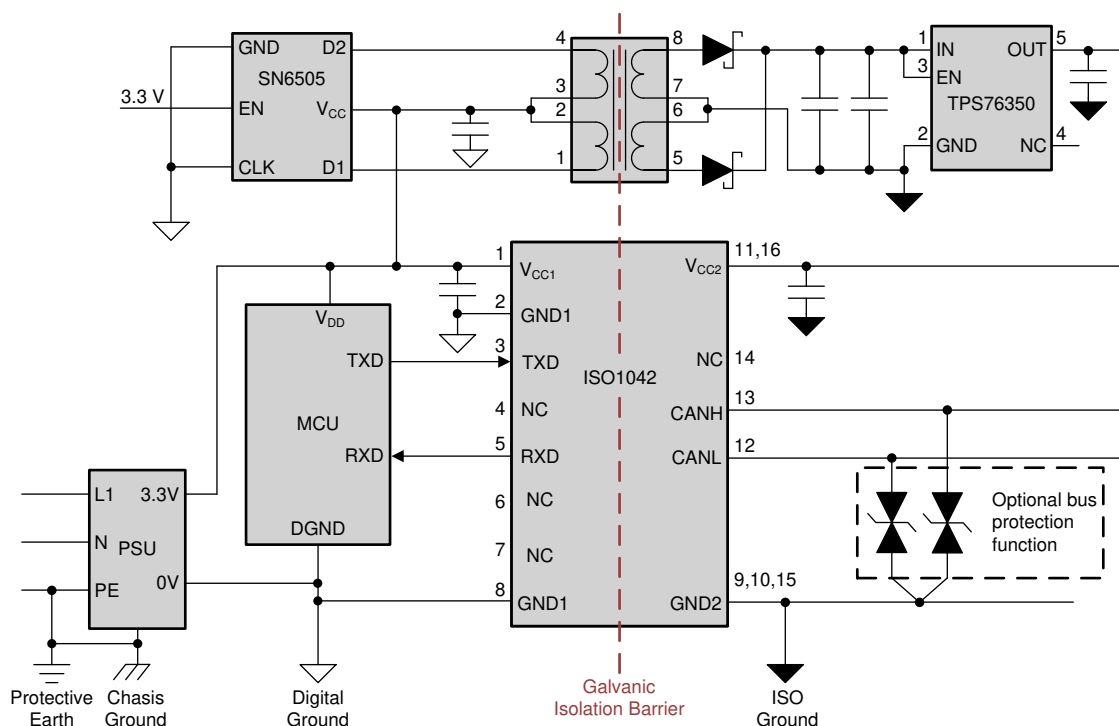 GND D2 4 8 1 IN OUT 5
SN6505 3 EN
3.3 V EN VCC 3 7 TPS76350
2 6
CLK D1 1 5 2 GND NC 4
1 VCC1 VCC2 11,16
VDD 2 GND1
TXD 3 TXD ISO1042 NC 14
MCU 4 NC CANH 13
RXD 5 RXD CANL 12
L1 3.3V 6 NC Optional bus
protection
function
N PSU DGND 7 NC
PE 0V 8 GND1 GND2 9,10,15
Protective
Earth
Chasis
Ground
Digital
Ground
Galvanic
Isolation Barrier
ISO
Ground